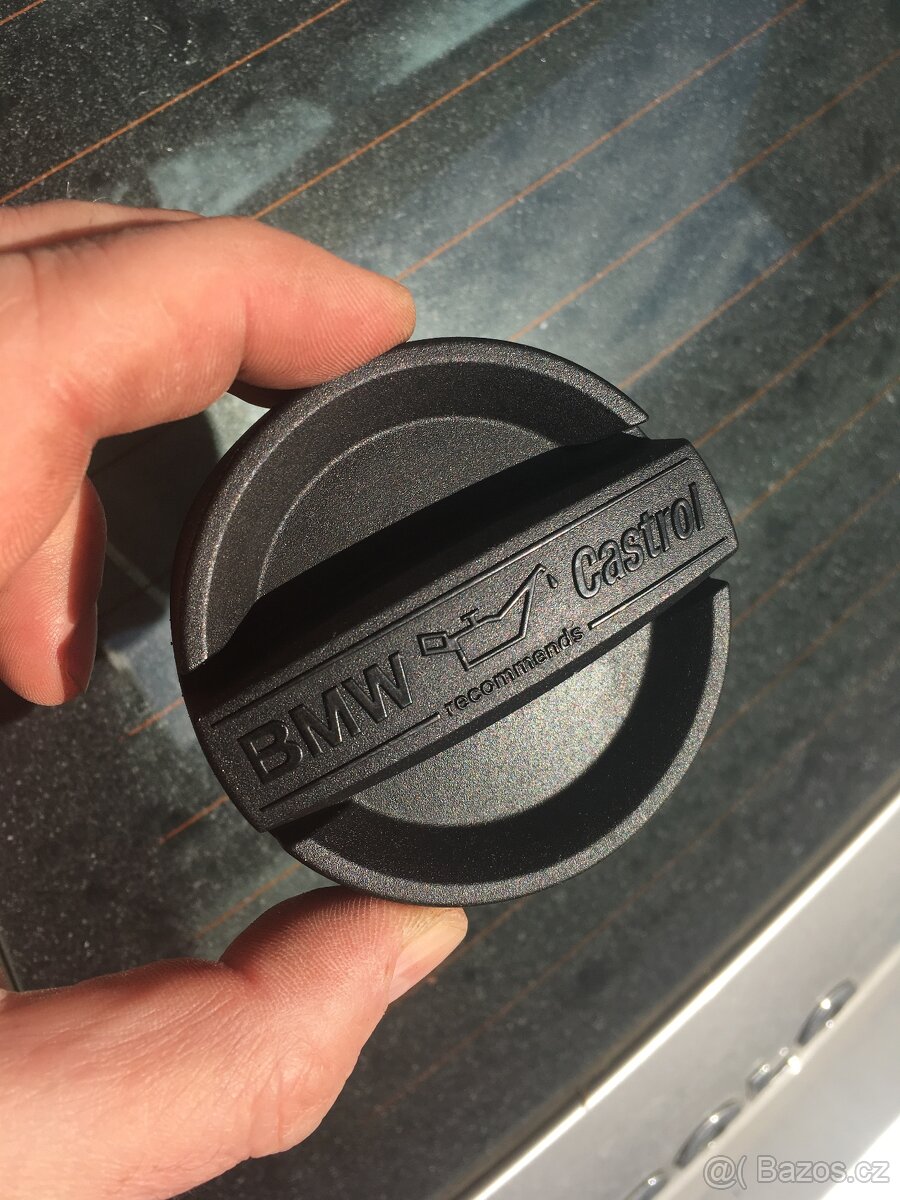 BMW Castrol
recommends
@( Bazos.cz